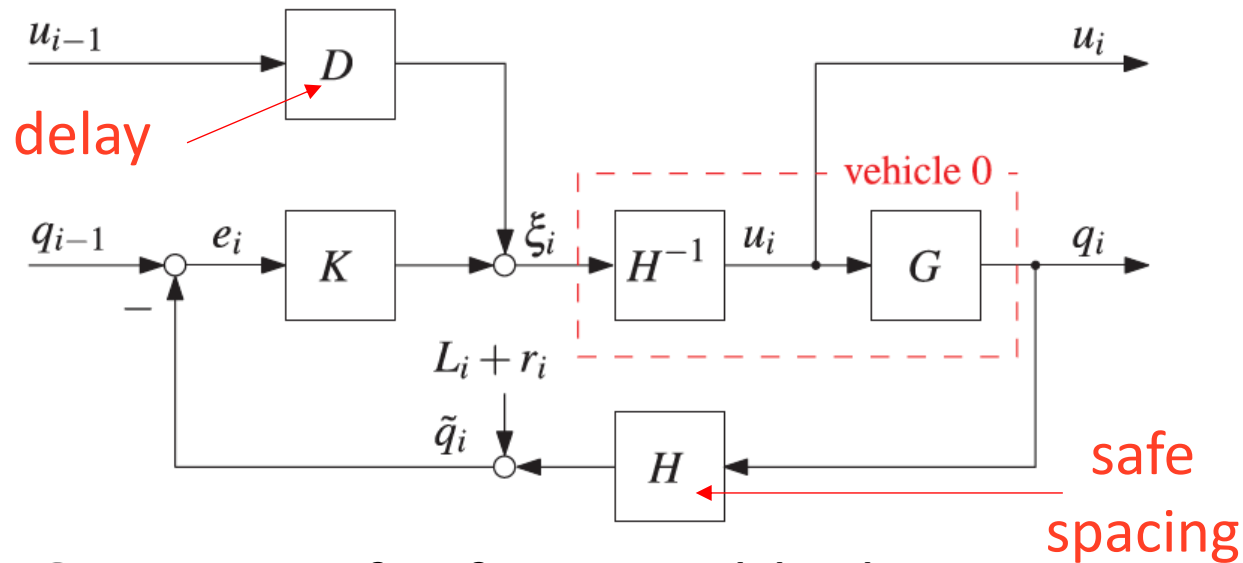 u_{i-1}
D
u_i
delay
vehicle 0
q_{i-1}
e_i
K
ξ_i
H^{-1}
u_i
G
q_i
−
L_i + r_i
q̃_i
H
safe
spacing